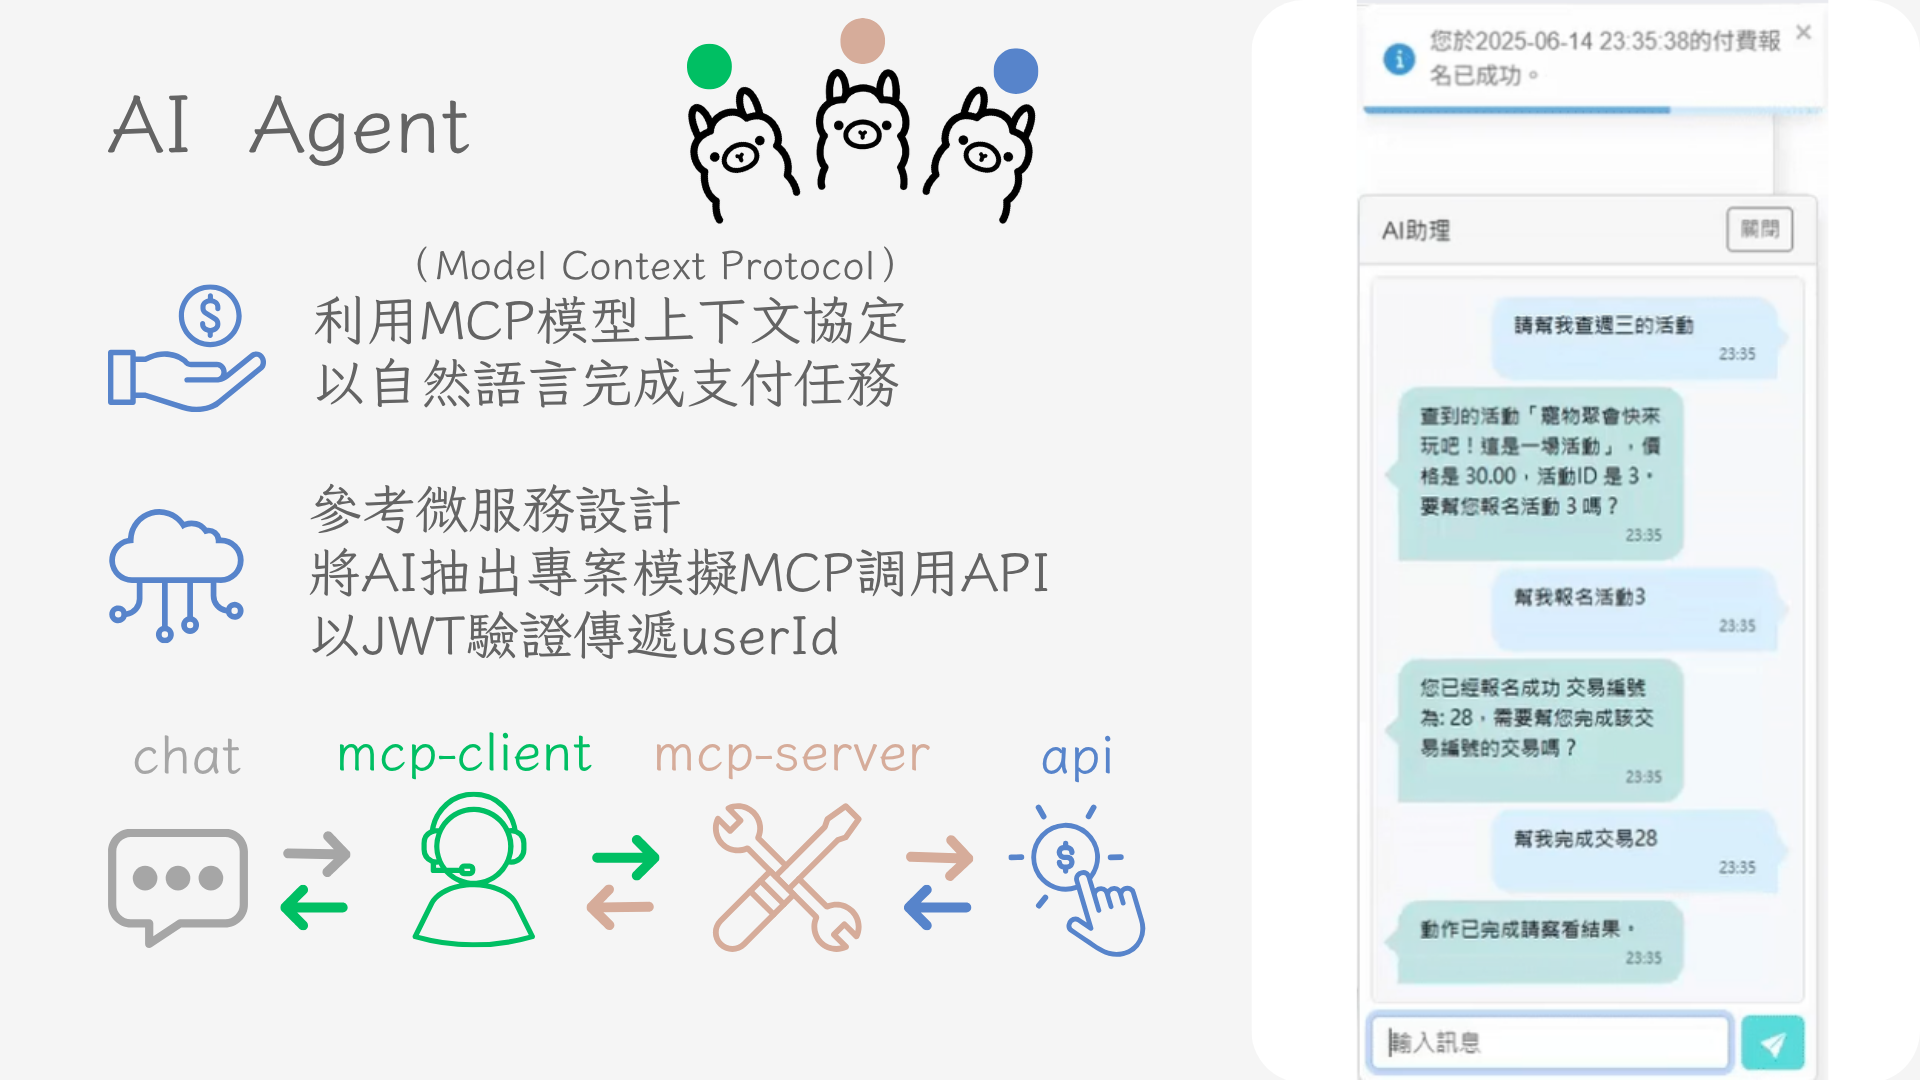 AI Agent
（Model Context Protocol）
利用MCP模型上下文協定
以自然語言完成支付任務
參考微服務設計
將AI抽出專案模擬MCP調用API
以JWT驗證傳遞userId
chat
mcp-client
mcp-server
api
您於2025-06-14 23:35:38的付費報
名已成功。
AI助理
關閉
請幫我查週三的活動
23:35
查到的活動「寵物聚會快來
玩吧！這是一場活動」，價
格是 30.00，活動ID 是 3。
要幫您報名活動 3 嗎？
23:35
幫我報名活動3
23:35
您已經報名成功 交易編號
為: 28，需要幫您完成該交
易編號的交易嗎？
23:35
幫我完成交易28
23:35
動作已完成請察看結果。
23:35
輸入訊息